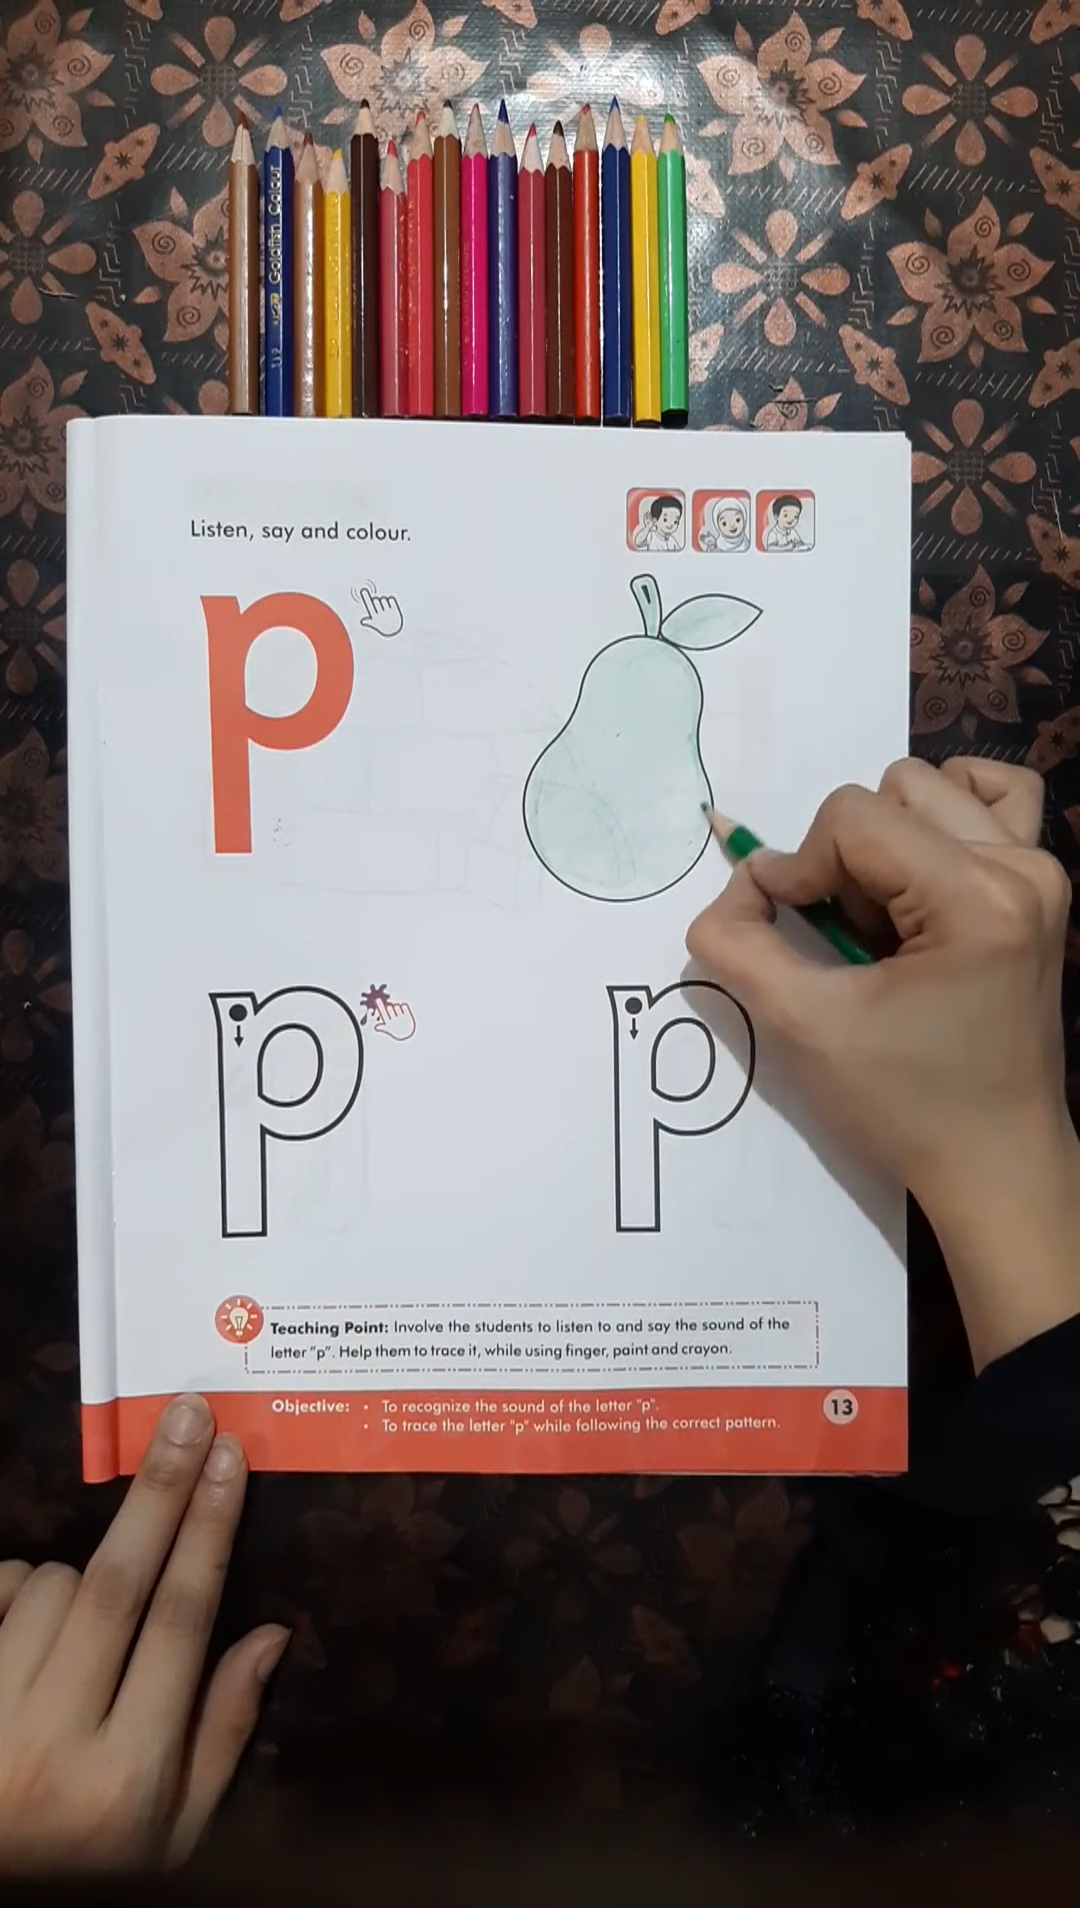 Goldfish Colour
Listen, say and colour.
p
p
p
Teaching Point: Involve the students to listen to and say the sound of the
letter "p". Help them to trace it, while using finger, paint and crayon.
Objective: • To recognize the sound of the letter "p".
• To trace the letter "p" while following the correct pattern.
13